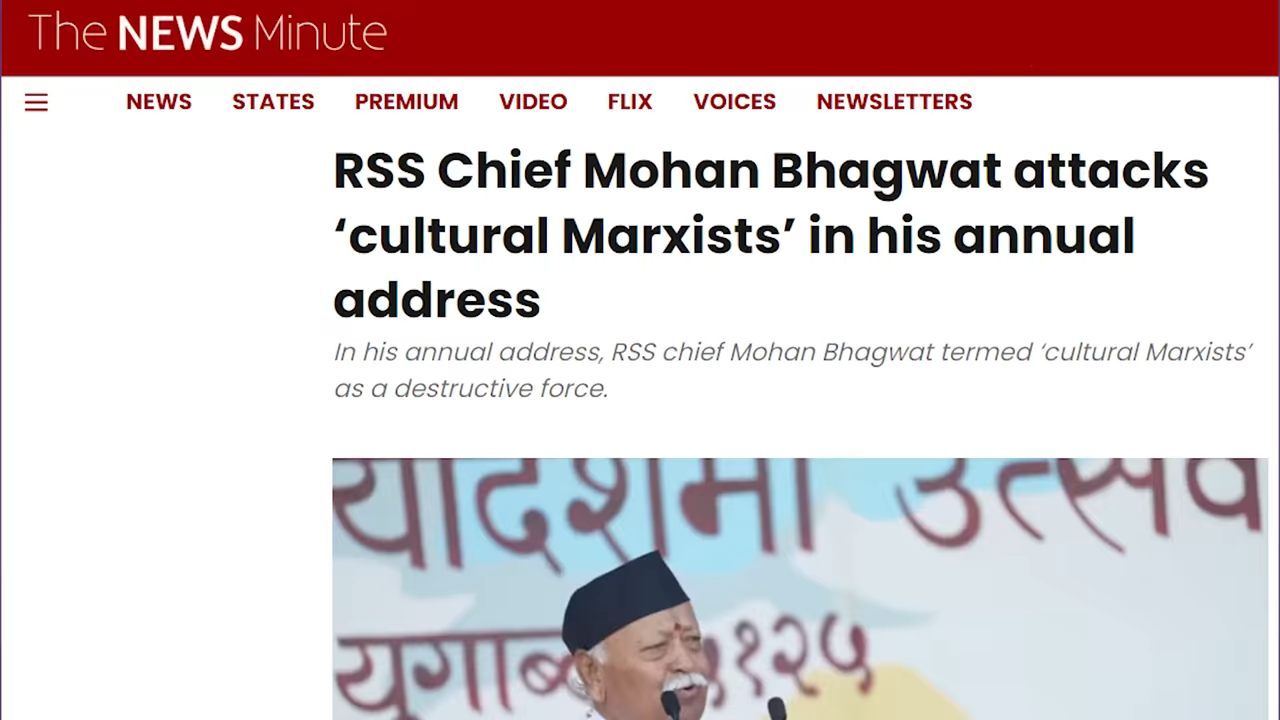 The NEWS Minute
NEWS STATES PREMIUM VIDEO FLIX VOICES NEWSLETTERS
RSS Chief Mohan Bhagwat attacks
‘cultural Marxists’ in his annual
address
In his annual address, RSS chief Mohan Bhagwat termed ‘cultural Marxists’
as a destructive force.
उत्सव